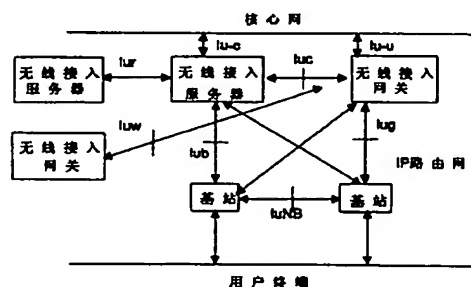 核心网
Iu-c
Iu-u
无线接入
服务器
Iur
无线接入
服务器
Iuc
无线接入
网关
无线接入
网关
Iuw
Iub
Iug
IP路由网
基站
IuNB
基站
用户终端